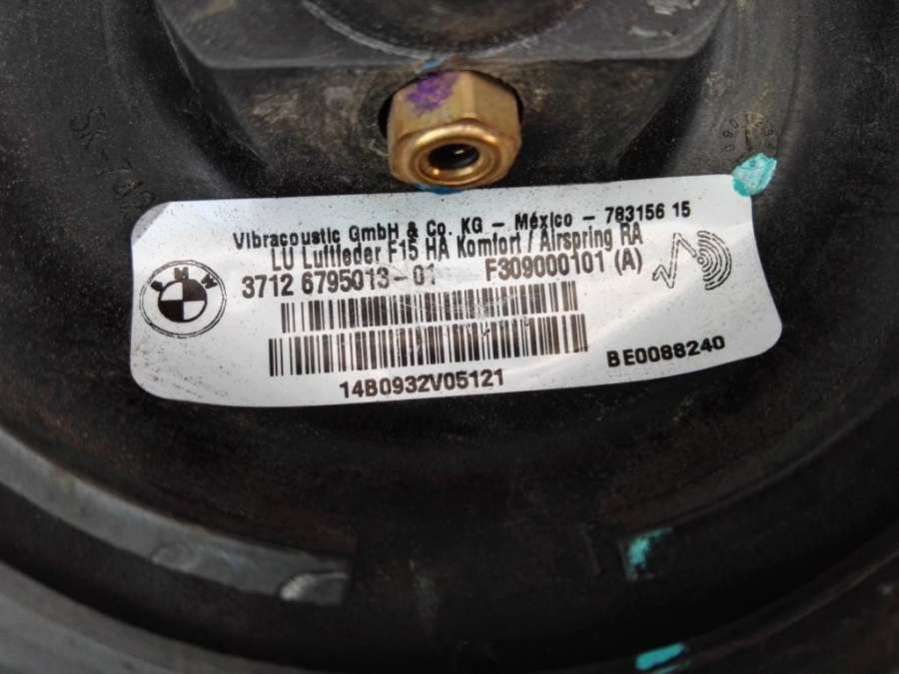 Vibracoustic GmbH & Co. KG - México - 783156 15
LU Luftfeder F15 HA Komfort / Airspring RA
3712 6795013-01 F309000101 (A)
BMW
14B0932V05121
BE0088240